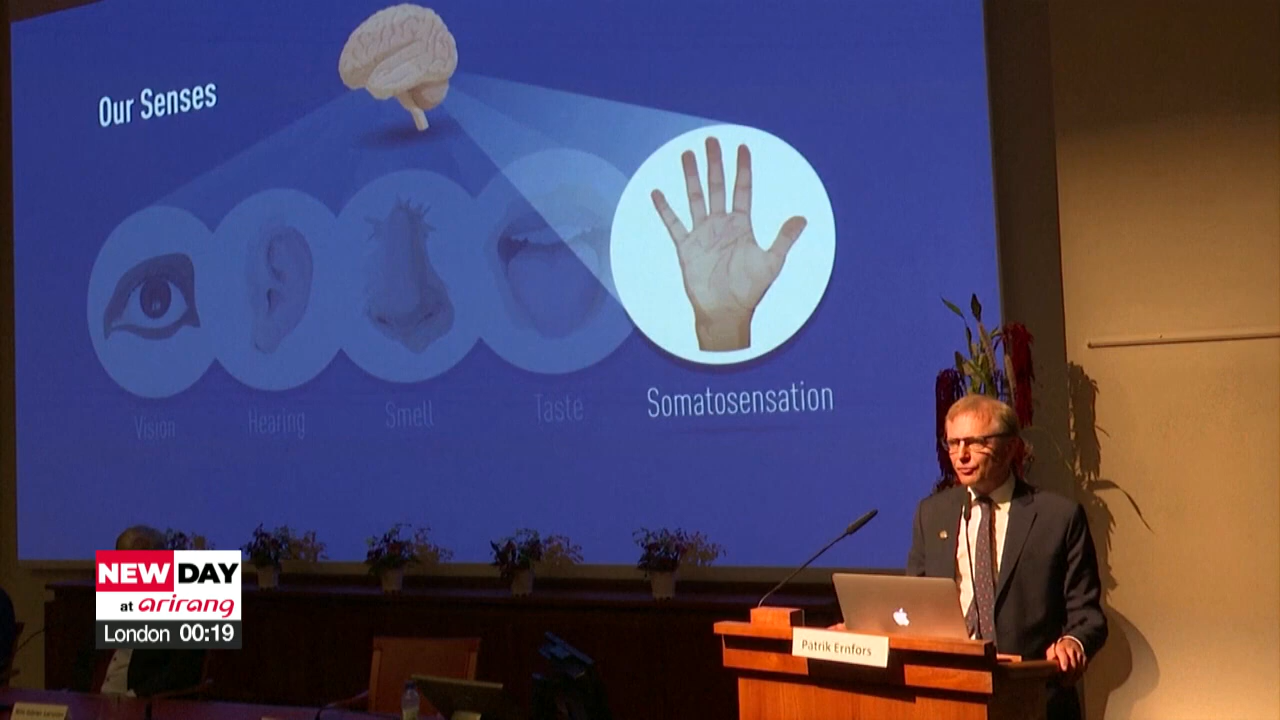 Our Senses
Vision
Hearing
Smell
Taste
Somatosensation
Patrik Ernfors
NEW DAY
at arirang
London 00:19